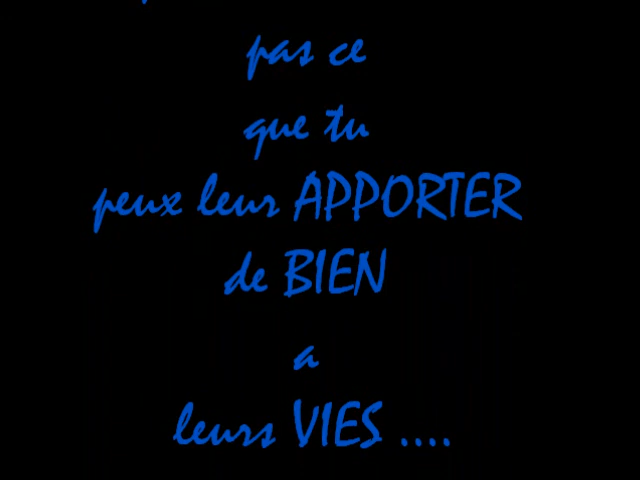 pas ce
que tu
peux leur APPORTER
de BIEN
a
leurs VIES ....